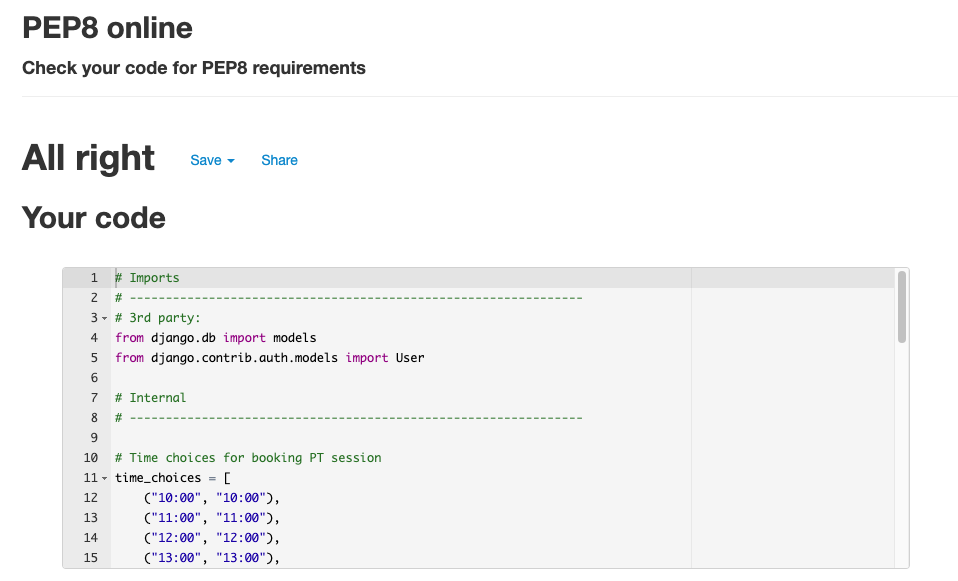 PEP8 online
Check your code for PEP8 requirements
All right Save Share
Your code
1 # Imports
2 # ---------------------------------------------------------------
3 # 3rd party:
4 from django.db import models
5 from django.contrib.auth.models import User
6
7 # Internal
8 # ---------------------------------------------------------------
9
10 # Time choices for booking PT session
11 time_choices = [
12     ("10:00", "10:00"),
13     ("11:00", "11:00"),
14     ("12:00", "12:00"),
15     ("13:00", "13:00"),